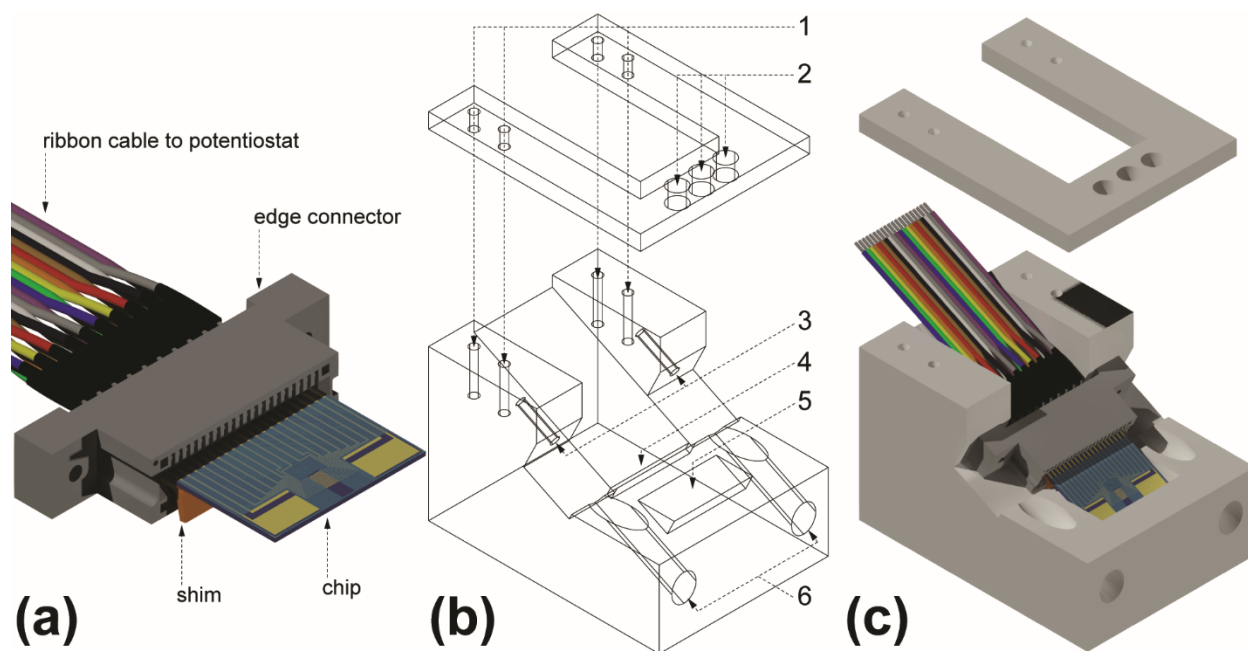 ribbon cable to potentiostat
edge connector
shim
chip
(a)
1
2
3
4
5
6
(b)
(c)